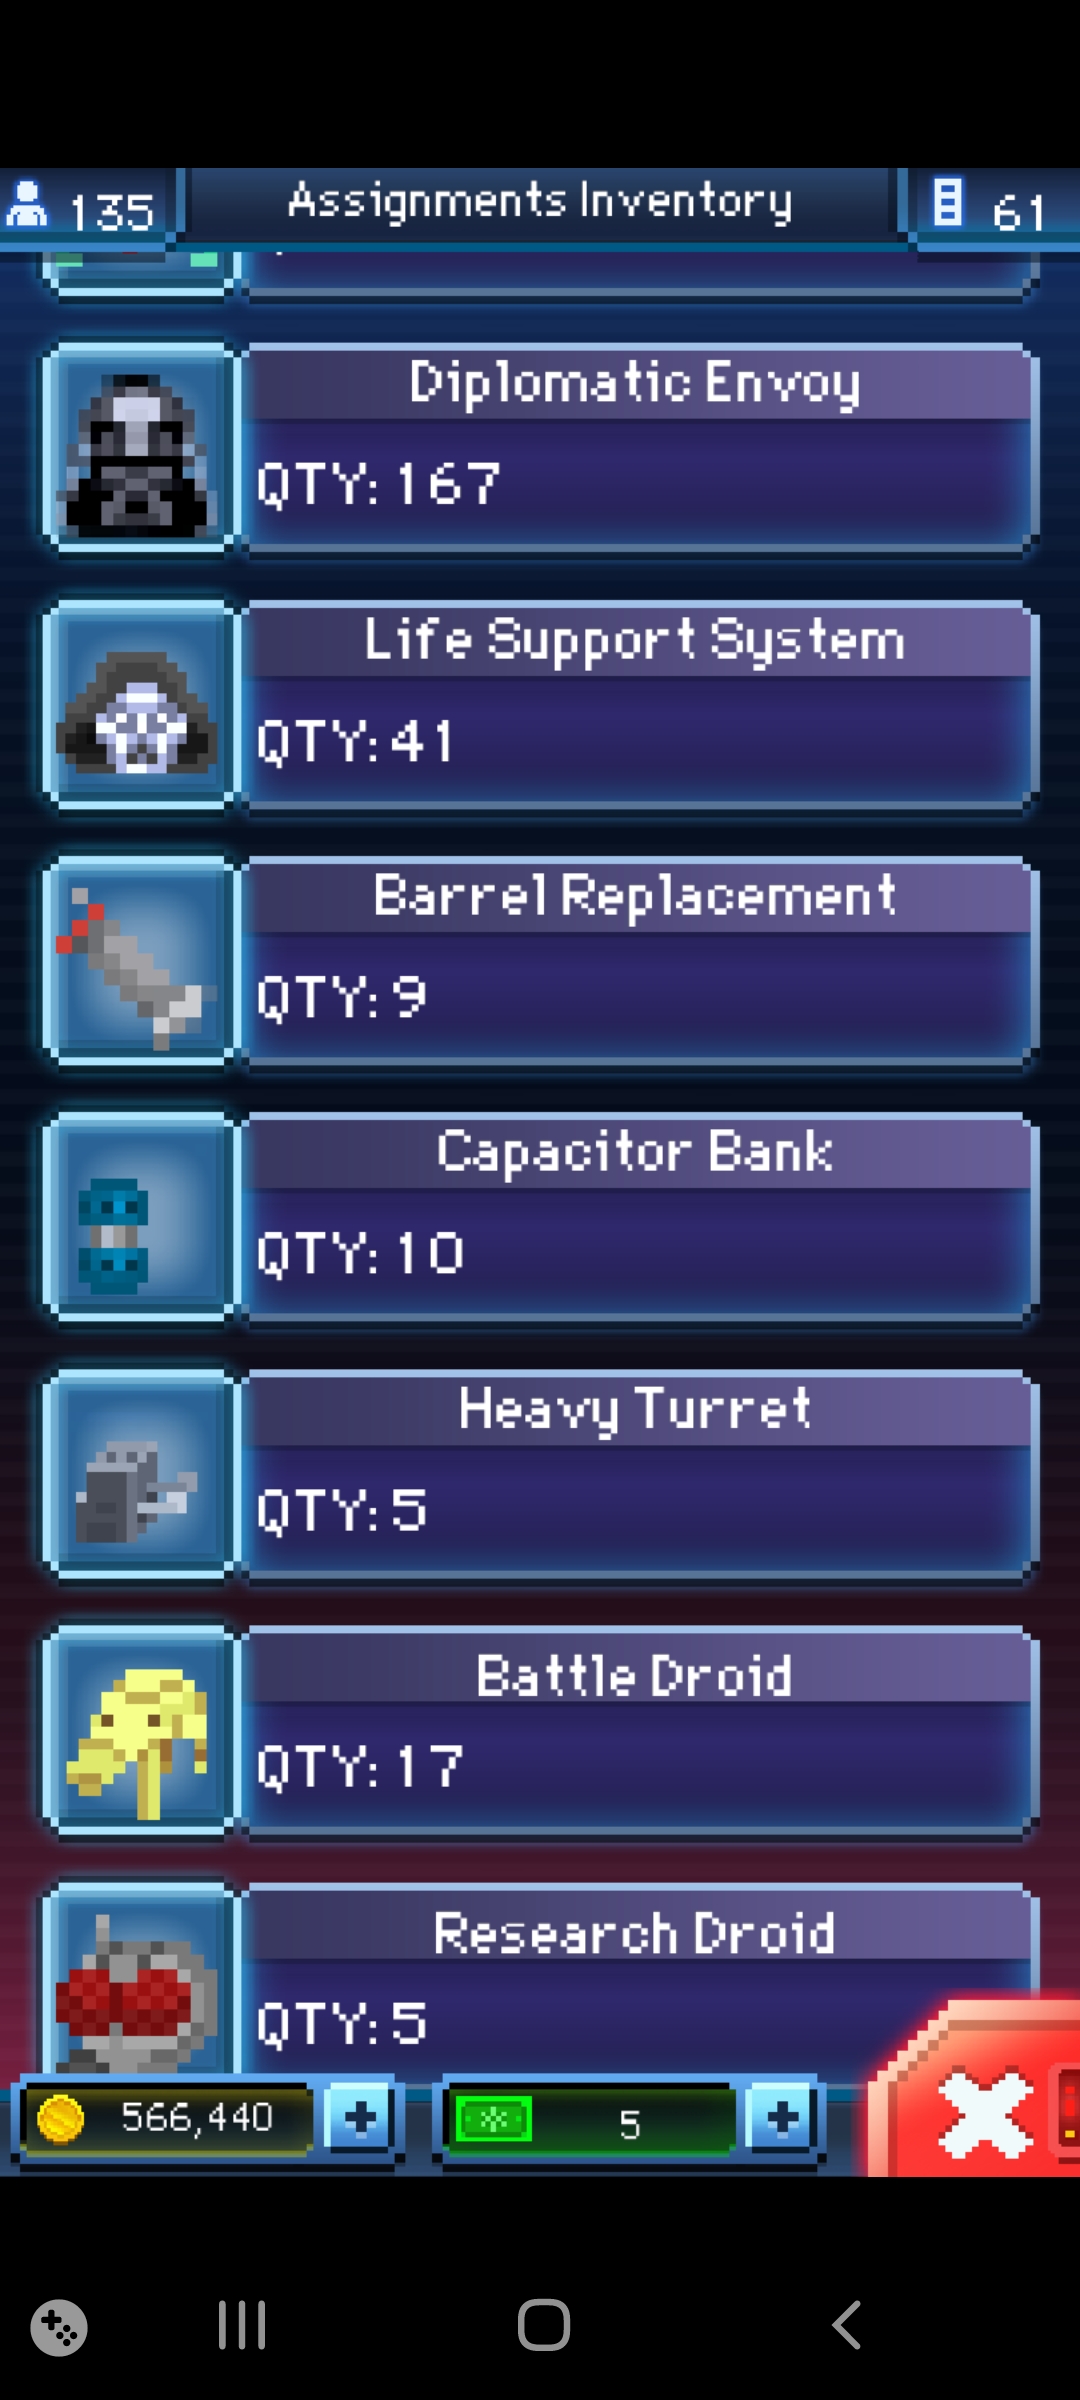 135
Assignments Inventory
61
Diplomatic Envoy
QTY: 167
Life Support System
QTY: 41
Barrel Replacement
QTY: 9
Capacitor Bank
QTY: 10
Heavy Turret
QTY: 5
Battle Droid
QTY: 17
Research Droid
QTY: 5
566,440
5